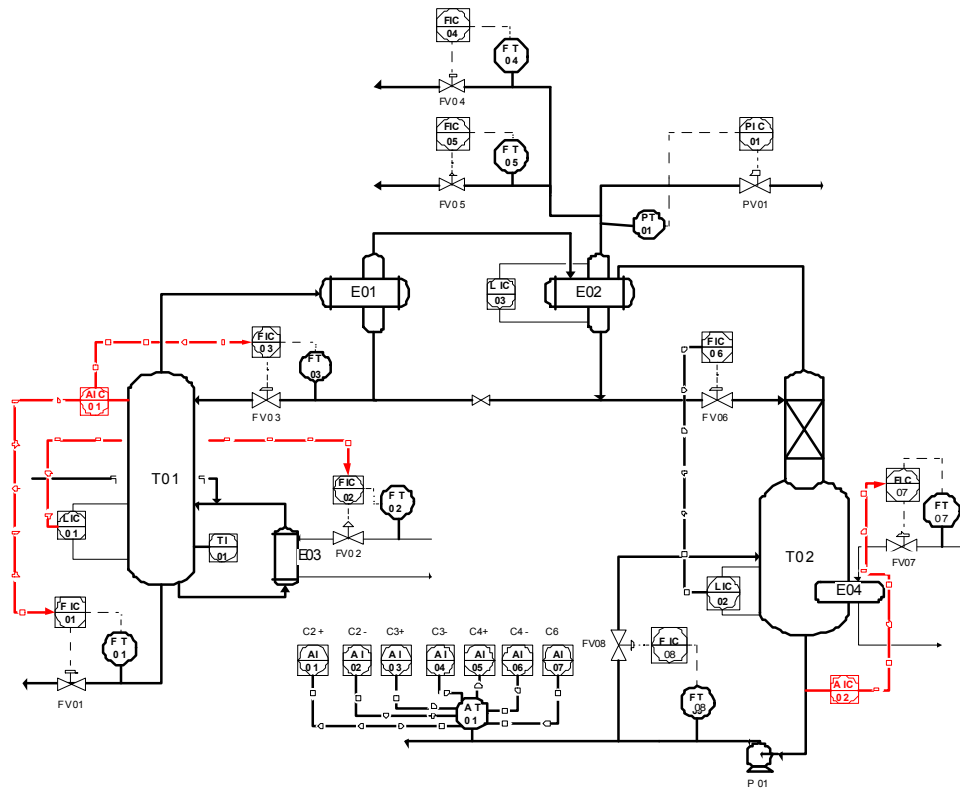 FIC
04
FT
04
FV04
FIC
05
FT
05
FV05
PIC
01
PV01
PT
01
E01
LIC
03
E02
FIC
03
FT
03
FV03
FIC
06
FV06
AIC
01
T01
FIC
02
FT
02
FV02
LIC
01
TI
01
E03
FIC
07
FT
07
FV07
T02
E04
LIC
02
FIC
01
FT
01
FV01
C2+ C2- C3+ C3- C4+ C4- C6
AI
01
AI
02
AI
03
AI
04
AI
05
AI
06
AI
07
AT
01
FV08
FIC
08
FT
08
AIC
02
P01